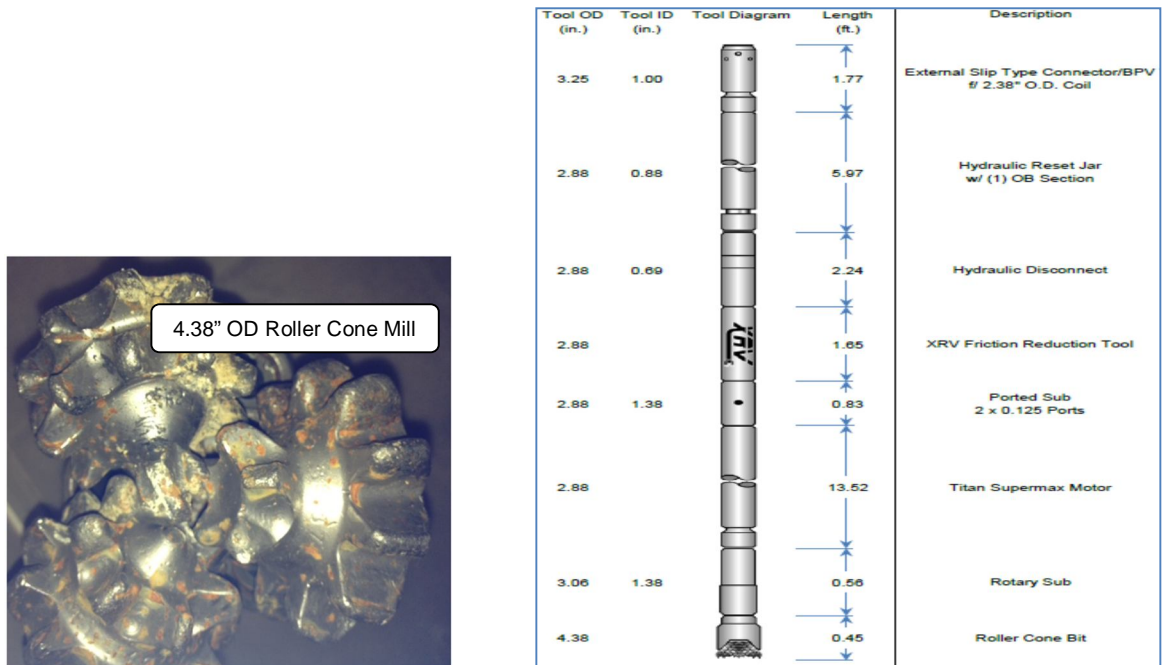 4.38” OD Roller Cone Mill
Tool OD Tool ID Tool Diagram Length Description
(in.) (in.) (ft.)
3.25 1.00 1.77 External Slip Type Connector/BPV
f/ 2.38" O.D. Coil
2.88 0.88 5.97 Hydraulic Reset Jar
w/ (1) OB Section
2.88 0.69 2.24 Hydraulic Disconnect
2.88 1.65 XRV Friction Reduction Tool
2.88 1.38 0.83 Ported Sub
2 x 0.125 Ports
2.88 13.52 Titan Supermax Motor
3.06 1.38 0.56 Rotary Sub
4.38 0.45 Roller Cone Bit